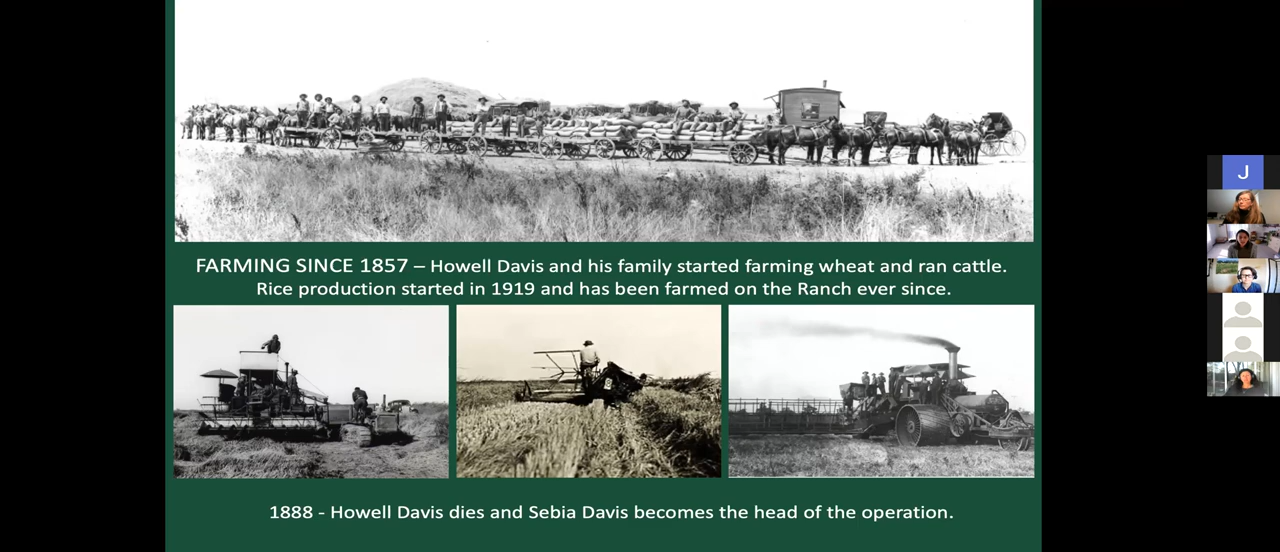 FARMING SINCE 1857 – Howell Davis and his family started farming wheat and ran cattle.
Rice production started in 1919 and has been farmed on the Ranch ever since.
1888 - Howell Davis dies and Sebia Davis becomes the head of the operation.
J